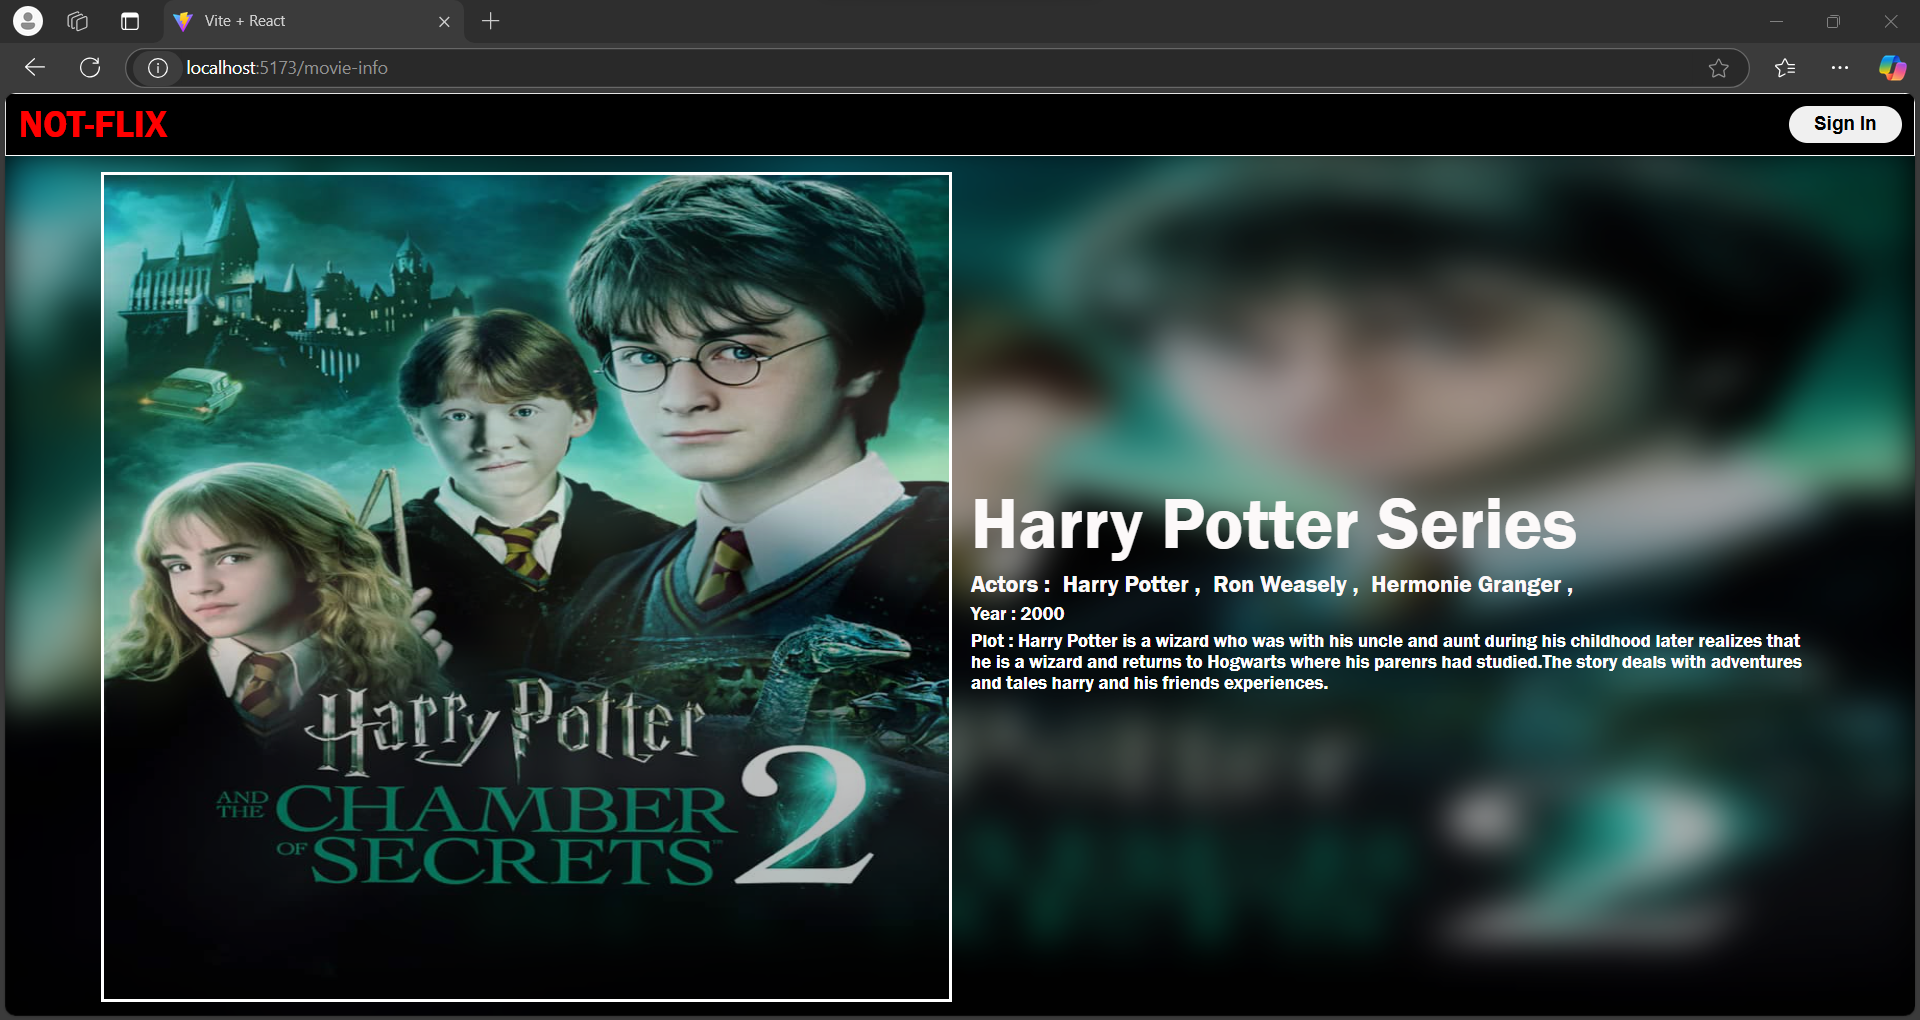 Vite + React
localhost:5173/movie-info
NOT-FLIX
Sign In
Harry Potter
AND THE CHAMBER
OF SECRETS™ 2
Harry Potter Series
Actors : Harry Potter , Ron Weasely , Hermonie Granger ,
Year : 2000
Plot : Harry Potter is a wizard who was with his uncle and aunt during his childhood later realizes that
he is a wizard and returns to Hogwarts where his parenrs had studied.The story deals with adventures
and tales harry and his friends experiences.